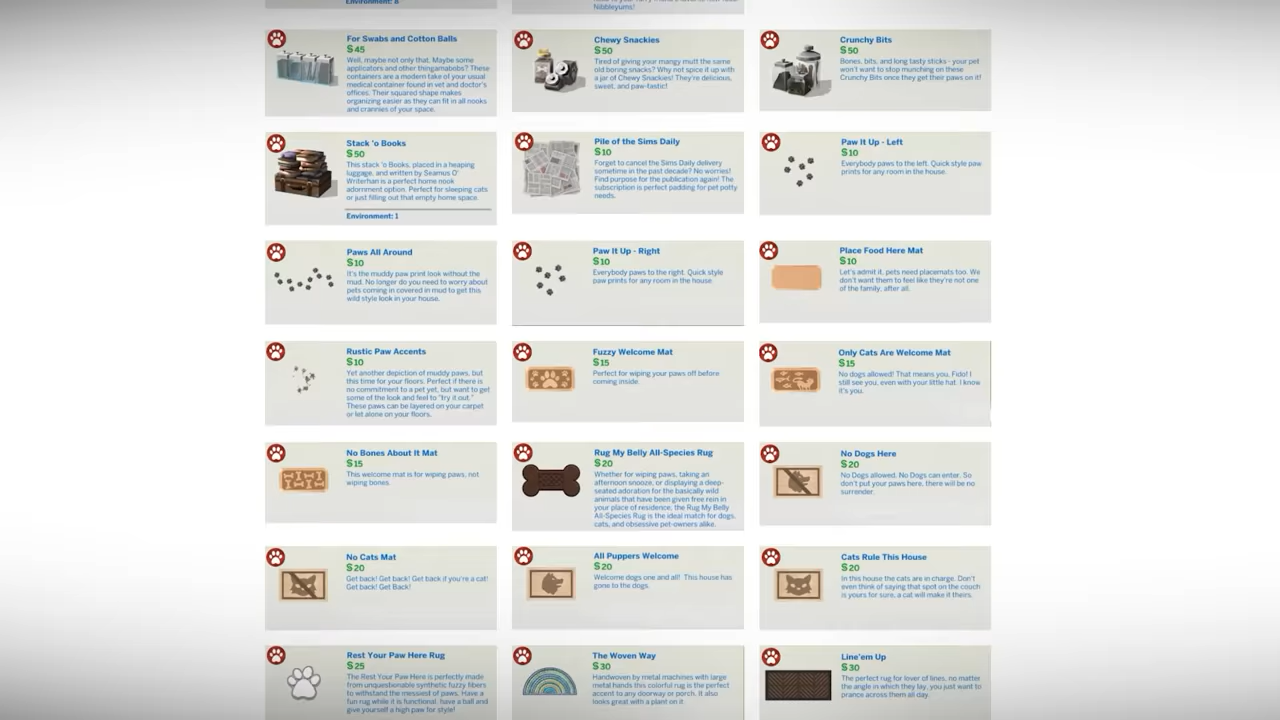 Environment: 8
Nibbleyums!
For Swabs and Cotton Balls
$45
Well, maybe not only that. Maybe some
applicators and other thingamabobs? These
containers are a modern take of your usual
medical container found in vet and doctor's
offices. Their squared shape makes
organizing easier as they can fit in all nooks
and crannies of your space.
Chewy Snackies
$50
Tired of giving your mangy mutt the same
old boring snacks? Why not spice it up with
a jar of Chewy Snackies! They're delicious,
sweet, and paw-tastic!
Crunchy Bits
$50
Bones, bits, and long tasty sticks - your pet
won't want to stop munching on these
Crunchy Bits once they get their paws on it!
Stack 'o Books
$50
This stack 'o Books, placed in a heaping
luggage, and written by Seamus O'
Writerhan is a perfect home nook
adornment option. Perfect for sleeping cats
or just filling out that empty home space.
Environment: 1
Pile of the Sims Daily
$10
Forget to cancel the Sims Daily delivery
sometime in the past decade? No worries!
Find purpose for the publication again! The
subscription is perfect padding for pet potty
needs.
Paw It Up - Left
$10
Everybody paws to the left. Quick style paw
prints for any room in the house.
Paws All Around
$10
It's the muddy paw print look without the
mud. No longer do you need to worry about
pets coming in covered in mud to get this
wild style look in your house.
Paw It Up - Right
$10
Everybody paws to the right. Quick style
paw prints for any room in the house.
Place Food Here Mat
$10
Let's admit it, pets need placemats too. We
don't want them to feel like they're not one
of the family, after all.
Rustic Paw Accents
$10
Yet another depiction of muddy paws, but
this time for your floors. Perfect if there is
no commitment to a pet yet, but want to get
some of the look and feel to "try it out."
These paws can be layered on your carpet
or let alone on your floors.
Fuzzy Welcome Mat
$15
Perfect for wiping your paws off before
coming inside.
Only Cats Are Welcome Mat
$15
No dogs allowed! That means you, Fido! I
still see you, even with your little hat. I know
it's you.
No Bones About It Mat
$15
This welcome mat is for wiping paws, not
wiping bones.
Rug My Belly All-Species Rug
$20
Whether for wiping paws, taking an
afternoon snooze, or displaying a deep-
seated adoration for the basically wild
animals that have been given free rein in
your place of residence, the Rug My Belly
All-Species Rug is the ideal match for dogs,
cats, and obsessive pet-owners alike.
No Dogs Here
$20
No Dogs allowed. No Dogs can enter. So
don't put your paws here, there will be no
surrender.
No Cats Mat
$20
Get back! Get back! Get back if you're a cat!
Get back! Get Back!
All Puppers Welcome
$20
Welcome dogs one and all! This house has
gone to the dogs.
Cats Rule This House
$20
In this house the cats are in charge. Don't
even think of saying that spot on the couch
is yours for sure, a cat will make it theirs.
Rest Your Paw Here Rug
$25
The Rest Your Paw Here is perfectly made
from unquestionable synthetic fuzzy fibers
to withstand the messiest of paws. Have a
fun rug while it is functional, have a ball and
give yourself a high paw for style!
The Woven Way
$30
Handwoven by metal machines with large
metal hands this colorful rug is the perfect
accent to any doorway or porch. It also
looks great with a plant on it
Line'em Up
$30
The perfect rug for lover of lines, no matter
the angle in which they lay, you just want to
prance across them all day.